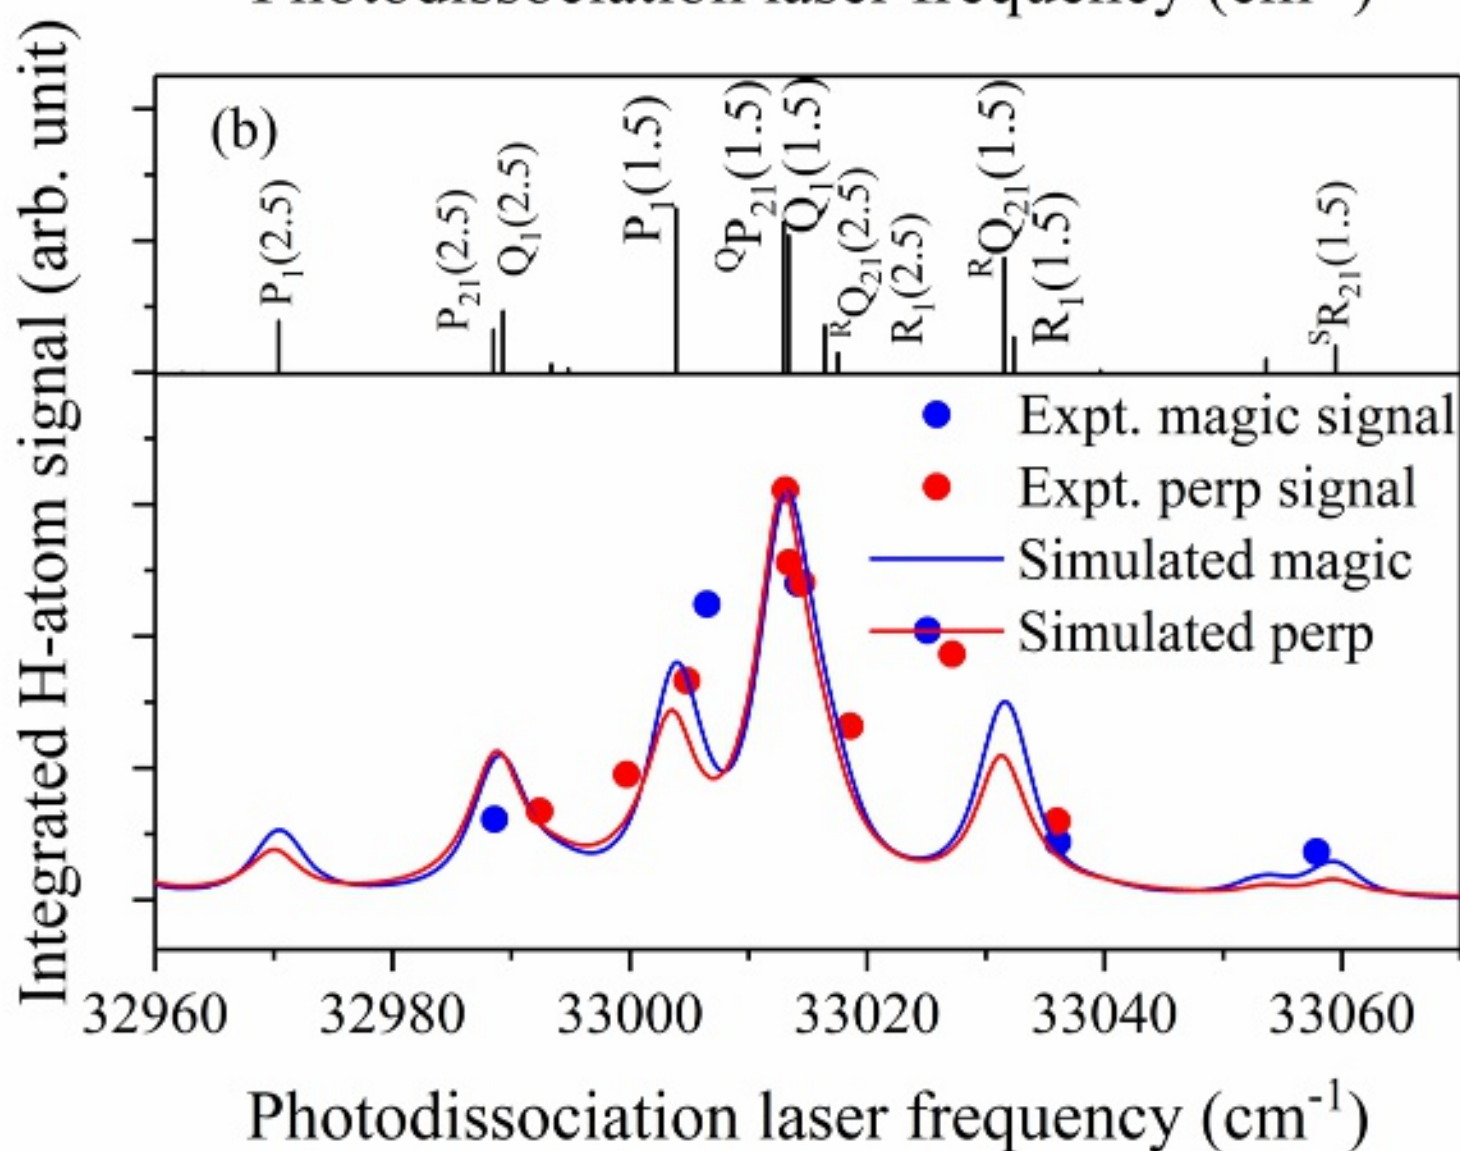 Photodissociation laser frequency (cm⁻¹)
Integrated H-atom signal (arb. unit)
(b)
P₁(2.5)
P₂₁(2.5)
Q₁(2.5)
P₁(1.5)
ᵠP₂₁(1.5)
Q₁(1.5)
ᴿQ₂₁(2.5)
R₁(2.5)
ᴿQ₂₁(1.5)
R₁(1.5)
ˢR₂₁(1.5)
Expt. magic signal
Expt. perp signal
Simulated magic
Simulated perp
32960 32980 33000 33020 33040 33060
Photodissociation laser frequency (cm⁻¹)